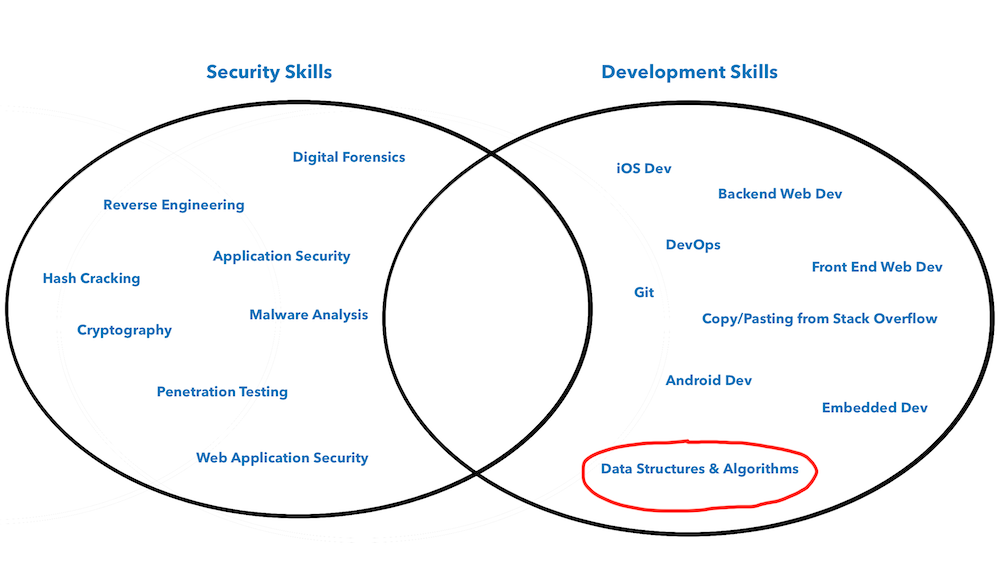 Security Skills
Development Skills
Digital Forensics
Reverse Engineering
Application Security
Hash Cracking
Malware Analysis
Cryptography
Penetration Testing
Web Application Security
iOS Dev
Backend Web Dev
DevOps
Front End Web Dev
Git
Copy/Pasting from Stack Overflow
Android Dev
Embedded Dev
Data Structures & Algorithms